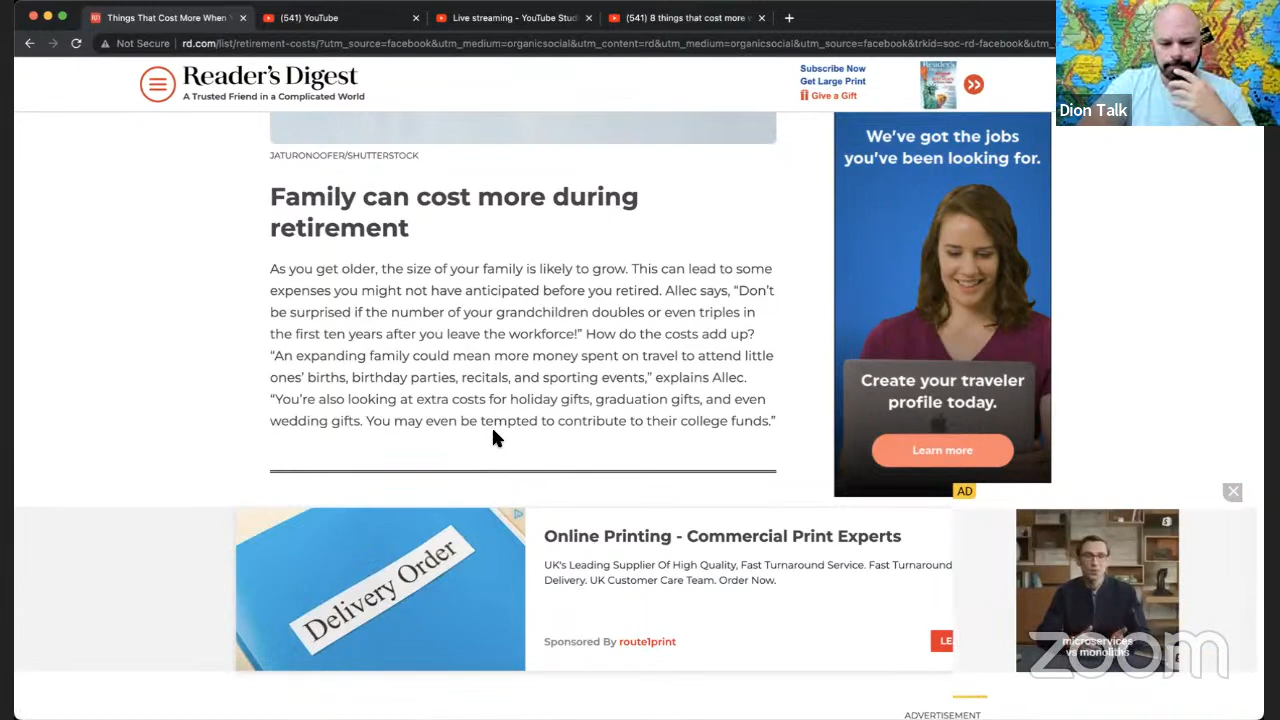 Things That Cost More When Y
(541) YouTube
Live streaming - YouTube Stud
(541) 8 things that cost more w
Not Secure
rd.com/list/retirement-costs/?utm_source=facebook&utm_medium=organicsocial&utm_content=rd&utm_medium=organicsocial&utm_source=facebook&trkid=soc-rd-facebook&utm_
Reader's Digest
A Trusted Friend in a Complicated World
Subscribe Now
Get Large Print
Give a Gift
Dion Talk
JATURONOOFER/SHUTTERSTOCK
Family can cost more during
retirement
As you get older, the size of your family is likely to grow. This can lead to some
expenses you might not have anticipated before you retired. Allec says, “Don’t
be surprised if the number of your grandchildren doubles or even triples in
the first ten years after you leave the workforce!” How do the costs add up?
“An expanding family could mean more money spent on travel to attend little
ones’ births, birthday parties, recitals, and sporting events,” explains Allec.
“You’re also looking at extra costs for holiday gifts, graduation gifts, and even
wedding gifts. You may even be tempted to contribute to their college funds.”
We’ve got the jobs
you’ve been looking for.
Create your traveler
profile today.
Learn more
AD
Delivery Order
Online Printing - Commercial Print Experts
UK's Leading Supplier Of High Quality, Fast Turnaround Service. Fast Turnaround
Delivery. UK Customer Care Team. Order Now.
Sponsored By route1print
LE
microservices
vs monoliths
zoom
ADVERTISEMENT